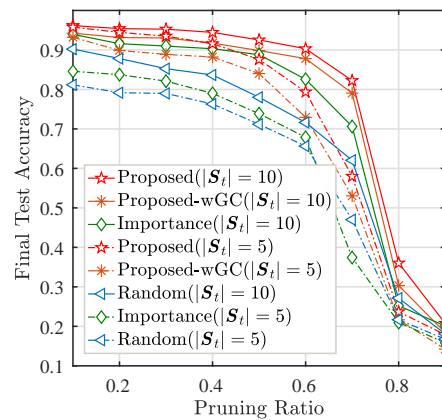 Final Test Accuracy
0.9
0.8
0.7
0.6
0.5
0.4
0.3
0.2
0.1
Proposed(|S_t| = 10)
Proposed-wGC(|S_t| = 10)
Importance(|S_t| = 10)
Proposed(|S_t| = 5)
Proposed-wGC(|S_t| = 5)
Random(|S_t| = 10)
Importance(|S_t| = 5)
Random(|S_t| = 5)
0.2 0.4 0.6 0.8
Pruning Ratio